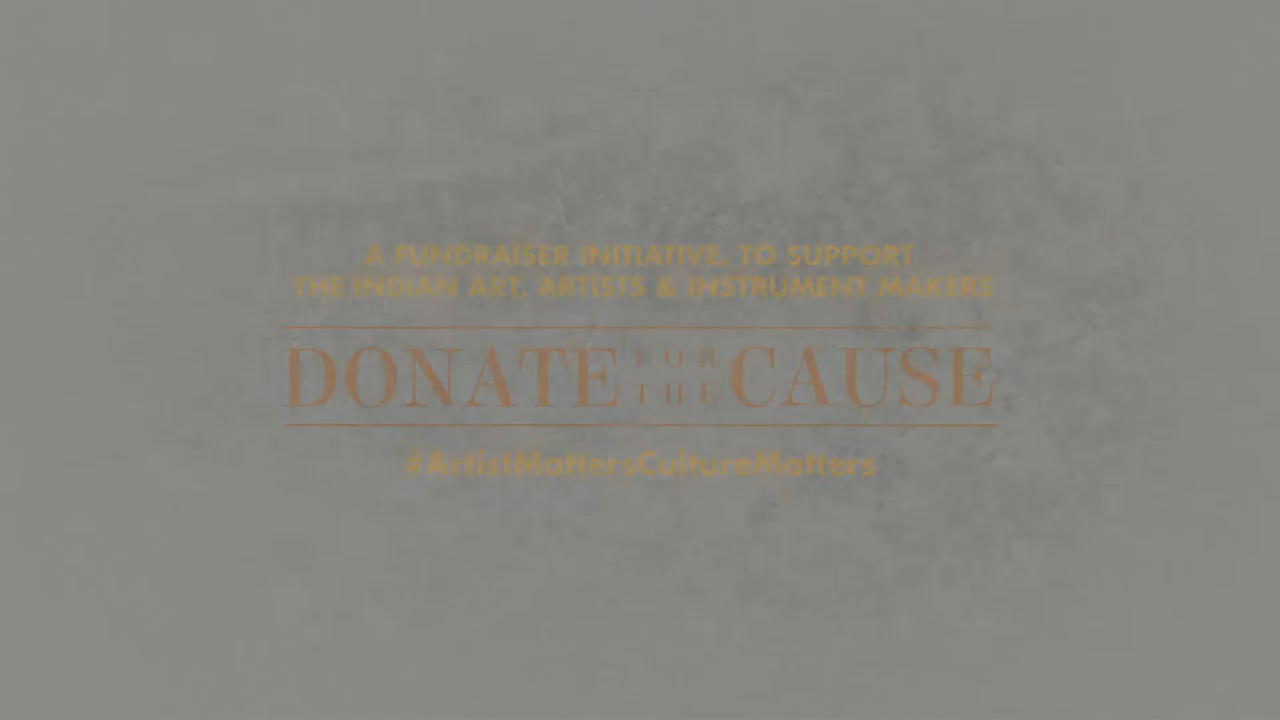 A FUNDRAISER INITIATIVE, TO SUPPORT
THE INDIAN ART, ARTISTS & INSTRUMENT MAKERS
DONATE FOR THE CAUSE
#ArtistMattersCultureMatters